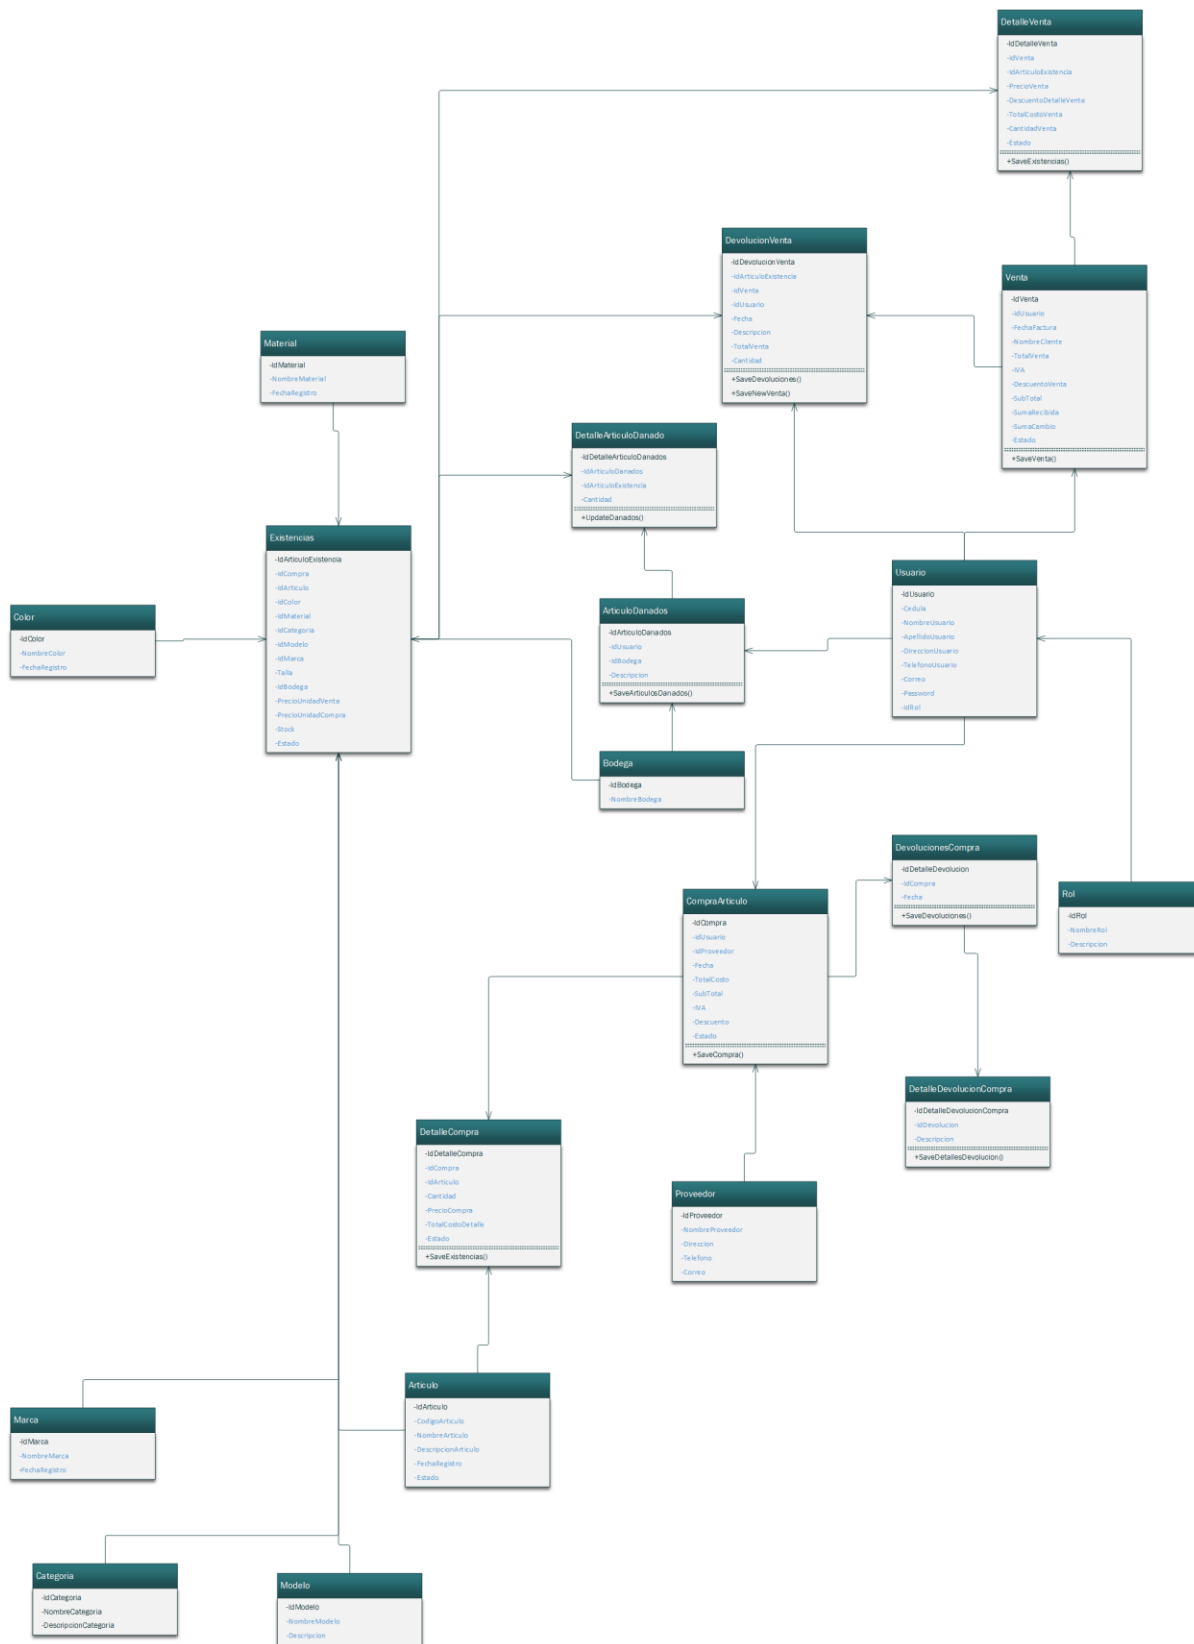 DetalleVenta
-IdDetalleVenta
-IdVenta
-IdArticuloExistencia
-PrecioVenta
-DescuentoDetalleVenta
-TotalCostoVenta
-CantidadVenta
-Estado
+SaveExistencias()
DevolucionVenta
-IdDevolucionVenta
-IdArticuloExistencia
-IdVenta
-IdUsuario
-Fecha
-Descripcion
-TotalVenta
-Cantidad
+SaveDevoluciones()
+SaveNewVenta()
Venta
-IdVenta
-IdUsuario
-FechaFactura
-NombreCliente
-TotalVenta
-IVA
-DescuentoVenta
-SubTotal
-SumaRecibida
-SumaCambio
-Estado
+SaveVenta()
Material
-IdMaterial
-NombreMaterial
-FechaRegistro
DetalleArticuloDanado
-IdDetalleArticuloDanados
-IdArticuloDanados
-IdArticuloExistencia
-Cantidad
+UpdateDanados()
Existencias
-IdArticuloExistencia
-IdCompra
-IdArticulo
-IdColor
-IdMaterial
-IdCategoria
-IdModelo
-IdMarca
-Talla
-IdBodega
-PrecioUnidadVenta
-PrecioUnidadCompra
-Stock
-Estado
Color
-IdColor
-NombreColor
-FechaRegistro
ArticuloDanados
-IdArticuloDanados
-IdUsuario
-IdBodega
-Descripcion
+SaveArticulosDanados()
Usuario
-IdUsuario
-Cedula
-NombreUsuario
-ApellidoUsuario
-DireccionUsuario
-TelefonoUsuario
-Correo
-Password
-IdRol
Bodega
-IdBodega
-NombreBodega
DevolucionesCompra
-IdDetalleDevolucion
-IdCompra
-Fecha
+SaveDevoluciones()
Rol
-IdRol
-NombreRol
-Descripcion
CompraArticulo
-IdCompra
-IdUsuario
-IdProveedor
-Fecha
-TotalCosto
-SubTotal
-IVA
-Descuento
-Estado
+SaveCompra()
DetalleDevolucionCompra
-IdDetalleDevolucionCompra
-IdDevolucion
-Descripcion
+SaveDetallesDevolucion()
DetalleCompra
-IdDetalleCompra
-IdCompra
-IdArticulo
-Cantidad
-PrecioCompra
-TotalCostoDetalle
-Estado
+SaveExistencias()
Proveedor
-IdProveedor
-NombreProveedor
-Direccion
-Telefono
-Correo
Articulo
-IdArticulo
-CodigoArticulo
-NombreArticulo
-DescripcionArticulo
-FechaRegistro
-Estado
Marca
-IdMarca
-NombreMarca
-FechaRegistro
Categoria
-IdCategoria
-NombreCategoria
-DescripcionCategoria
Modelo
-IdModelo
-NombreModelo
-Descripcion